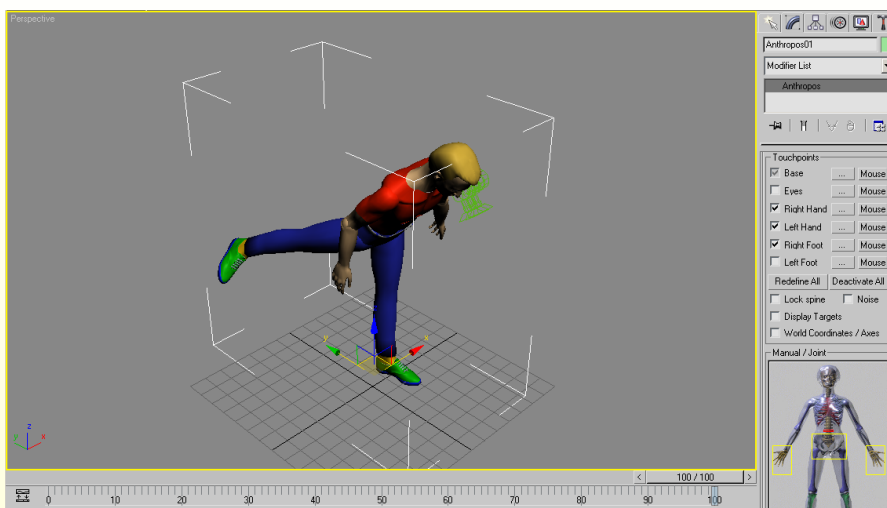 Perspective
Anthropos01
Modifier List
Anthropos
Touchpoints
Base ... Mouse
Eyes ... Mouse
Right Hand ... Mouse
Left Hand ... Mouse
Right Foot ... Mouse
Left Foot ... Mouse
Redefine All Deactivate All
Lock spine Noise
Display Targets
World Coordinates / Axes
Manual / Joint
y x
z
y x
< 100 / 100 >
0 10 20 30 40 50 60 70 80 90 100